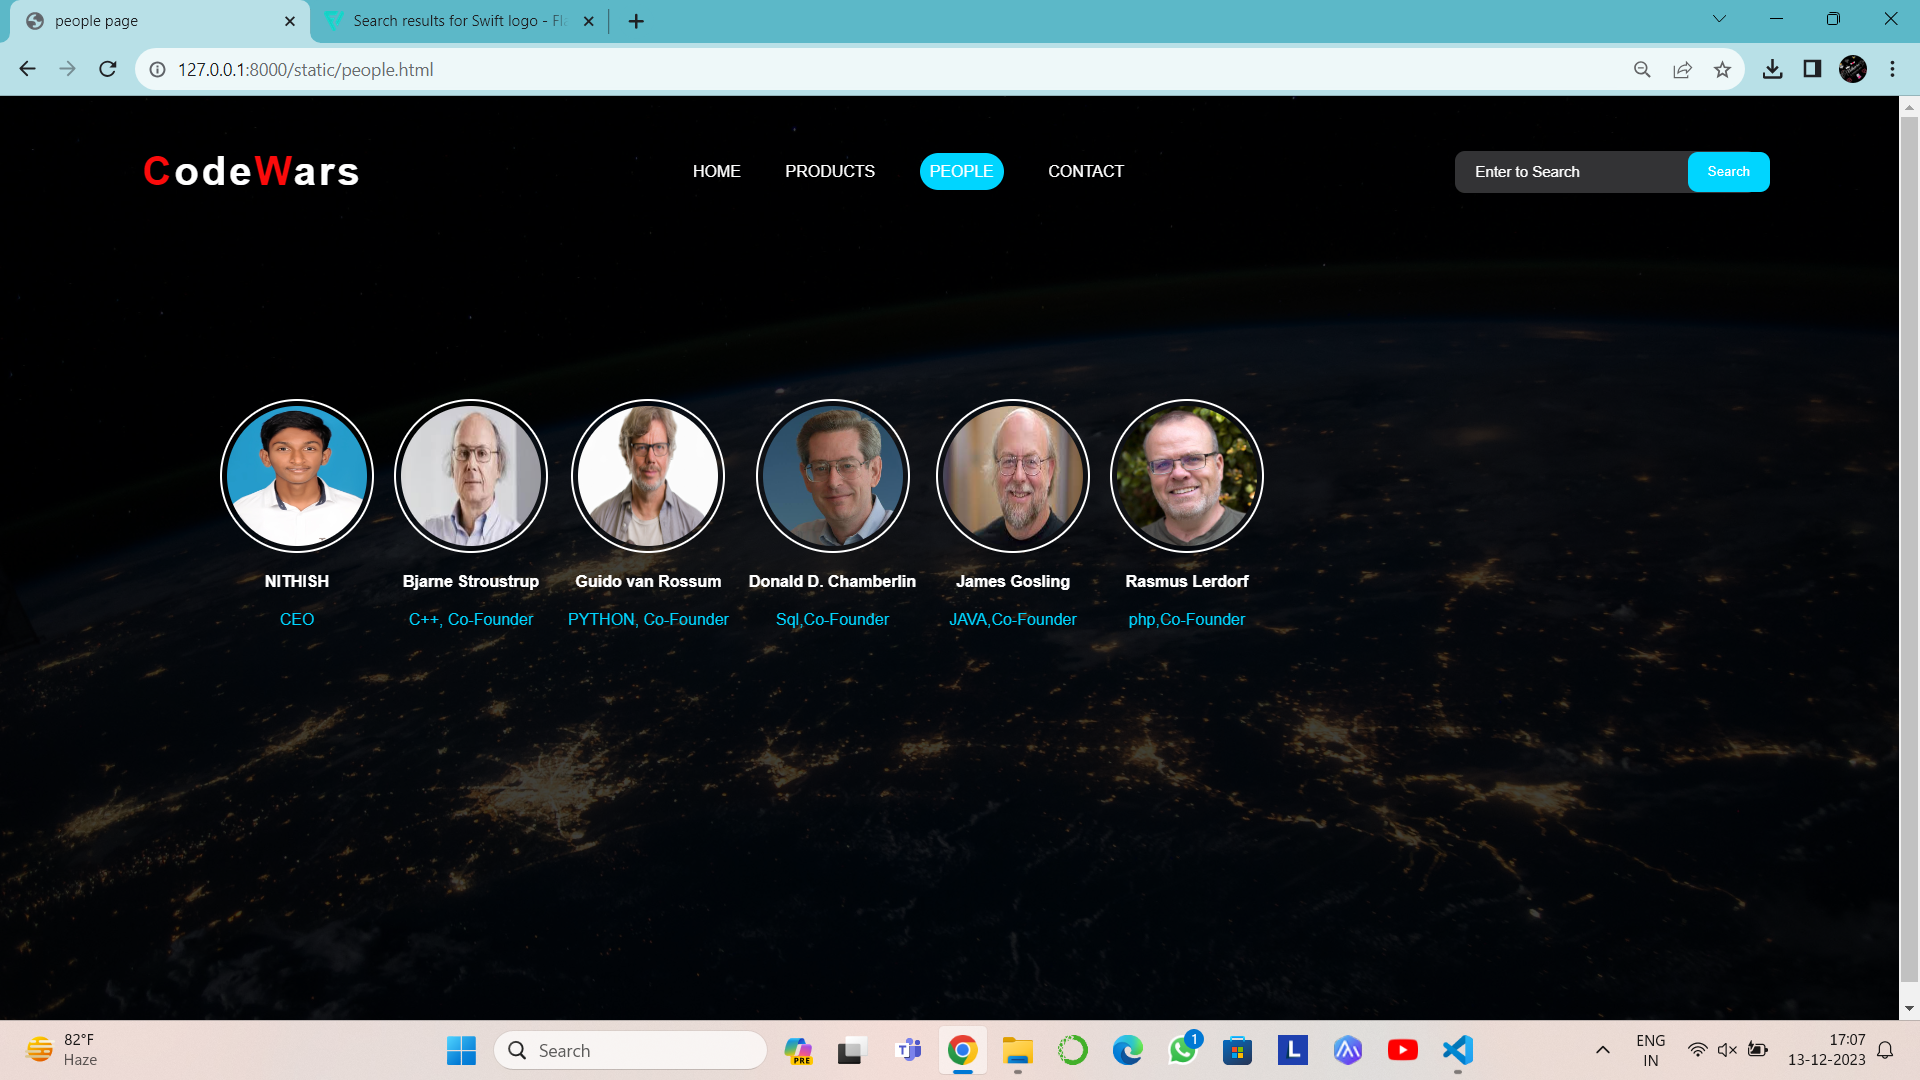 people page
Search results for Swift logo - Fl
127.0.0.1:8000/static/people.html
CodeWars
HOME
PRODUCTS
PEOPLE
CONTACT
Enter to Search
Search
NITHISH
Bjarne Stroustrup
Guido van Rossum
Donald D. Chamberlin
James Gosling
Rasmus Lerdorf
CEO
C++, Co-Founder
PYTHON, Co-Founder
Sql,Co-Founder
JAVA,Co-Founder
php,Co-Founder
82°F
Haze
Search
PRE
T
1
L
ENG
IN
17:07
13-12-2023